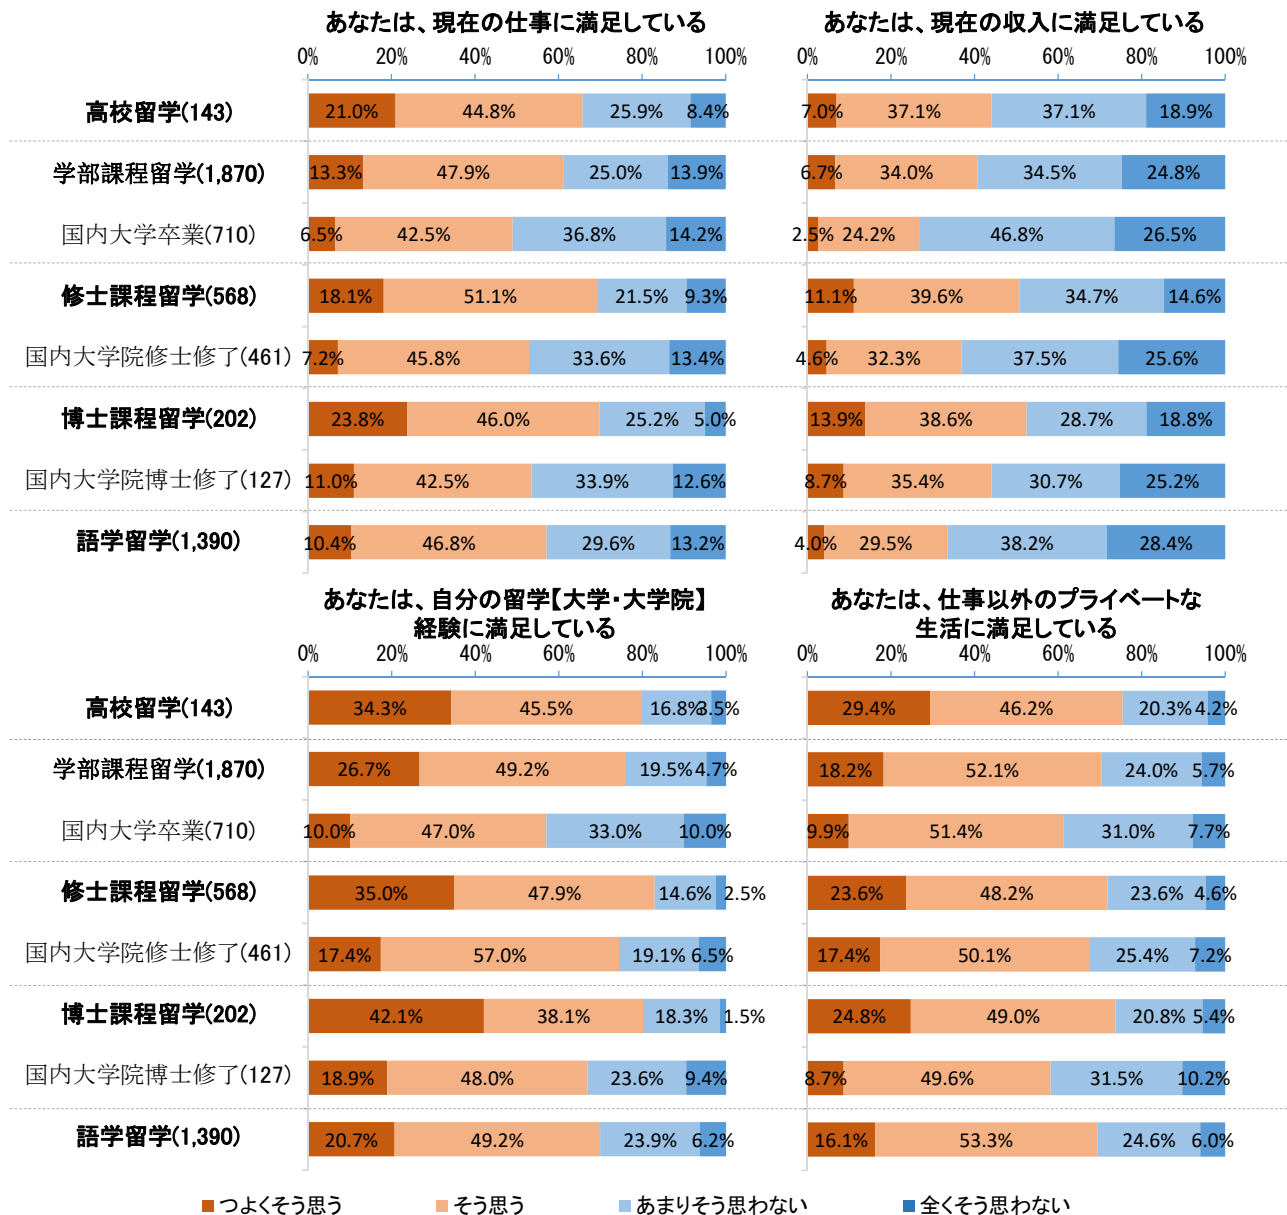 あなたは、現在の仕事に満足している
0% 20% 40% 60% 80% 100%
高校留学(143) 21.0% 44.8% 25.9% 8.4%
学部課程留学(1,870) 13.3% 47.9% 25.0% 13.9%
国内大学卒業(710) 6.5% 42.5% 36.8% 14.2%
修士課程留学(568) 18.1% 51.1% 21.5% 9.3%
国内大学院修士修了(461) 7.2% 45.8% 33.6% 13.4%
博士課程留学(202) 23.8% 46.0% 25.2% 5.0%
国内大学院博士修了(127) 11.0% 42.5% 33.9% 12.6%
語学留学(1,390) 10.4% 46.8% 29.6% 13.2%
あなたは、現在の収入に満足している
0% 20% 40% 60% 80% 100%
7.0% 37.1% 37.1% 18.9%
6.7% 34.0% 34.5% 24.8%
2.5% 24.2% 46.8% 26.5%
11.1% 39.6% 34.7% 14.6%
4.6% 32.3% 37.5% 25.6%
13.9% 38.6% 28.7% 18.8%
8.7% 35.4% 30.7% 25.2%
4.0% 29.5% 38.2% 28.4%
あなたは、自分の留学【大学・大学院】
経験に満足している
0% 20% 40% 60% 80% 100%
高校留学(143) 34.3% 45.5% 16.8% 3.5%
学部課程留学(1,870) 26.7% 49.2% 19.5% 4.7%
国内大学卒業(710) 10.0% 47.0% 33.0% 10.0%
修士課程留学(568) 35.0% 47.9% 14.6% 2.5%
国内大学院修士修了(461) 17.4% 57.0% 19.1% 6.5%
博士課程留学(202) 42.1% 38.1% 18.3% 1.5%
国内大学院博士修了(127) 18.9% 48.0% 23.6% 9.4%
語学留学(1,390) 20.7% 49.2% 23.9% 6.2%
あなたは、仕事以外のプライベートな
生活に満足している
0% 20% 40% 60% 80% 100%
29.4% 46.2% 20.3% 4.2%
18.2% 52.1% 24.0% 5.7%
9.9% 51.4% 31.0% 7.7%
23.6% 48.2% 23.6% 4.6%
17.4% 50.1% 25.4% 7.2%
24.8% 49.0% 20.8% 5.4%
8.7% 49.6% 31.5% 10.2%
16.1% 53.3% 24.6% 6.0%
つよくそう思う そう思う あまりそう思わない 全くそう思わない